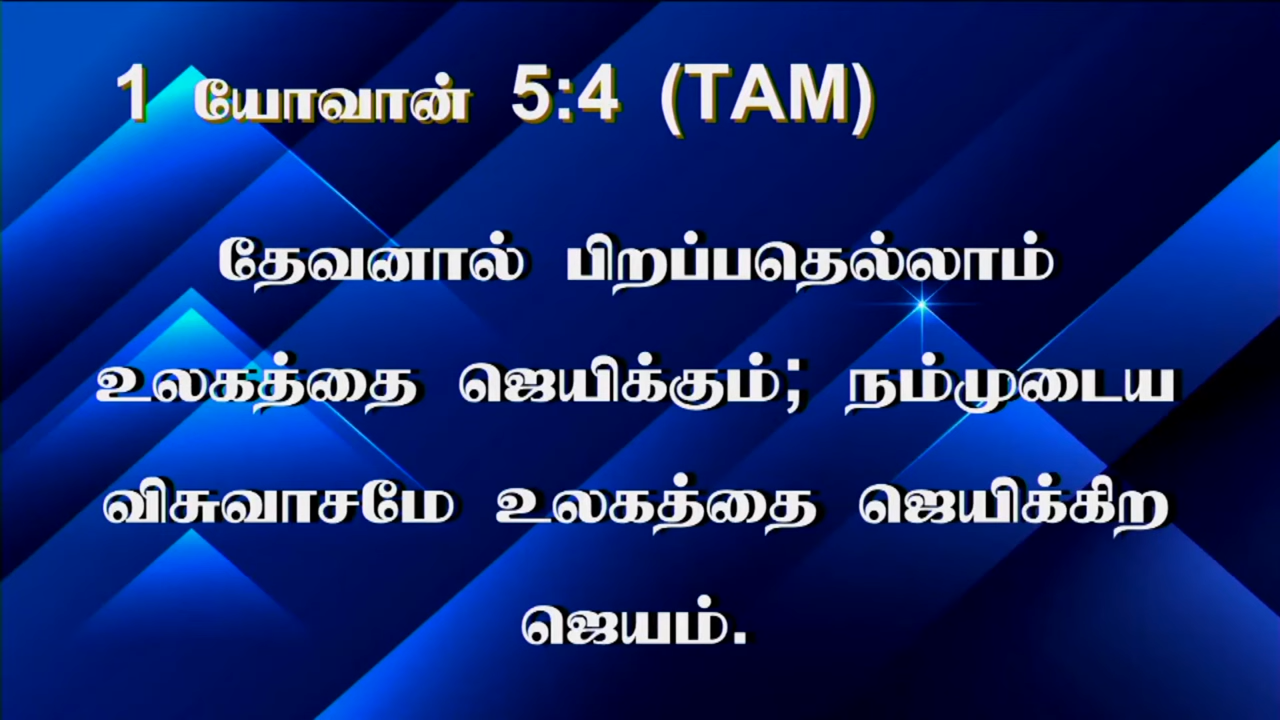 1 யோவான் 5:4 (TAM)
தேவனால் பிறப்பதெல்லாம்
உலகத்தை ஜெயிக்கும்; நம்முடைய
விசுவாசமே உலகத்தை ஜெயிக்கிற
ஜெயம்.